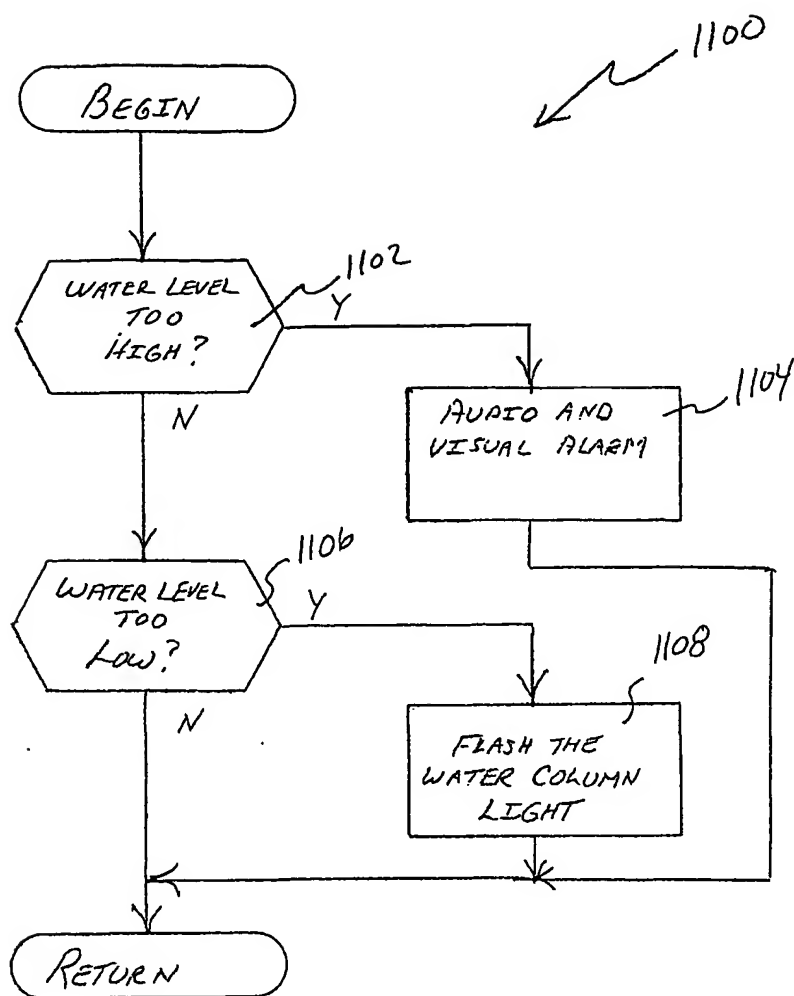 1100
BEGIN
1102
WATER LEVEL
TOO
HIGH?
Y
N
1104
AUDIO AND
VISUAL ALARM
1106
WATER LEVEL
TOO
LOW?
Y
N
1108
FLASH THE
WATER COLUMN
LIGHT
RETURN